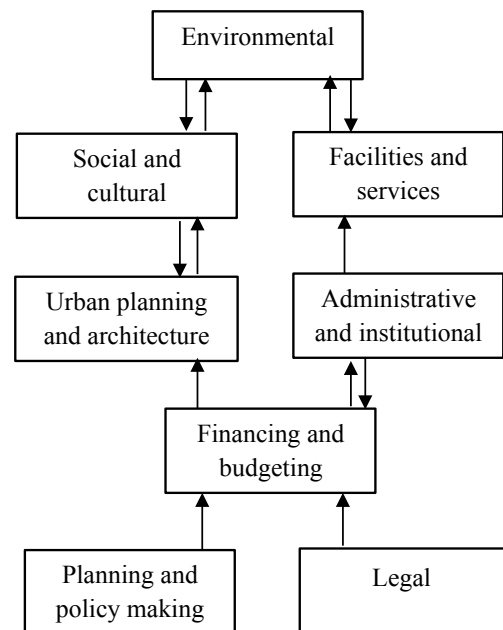 Environmental
Social and
cultural
Facilities and
services
Urban planning
and architecture
Administrative
and institutional
Financing and
budgeting
Planning and
policy making
Legal